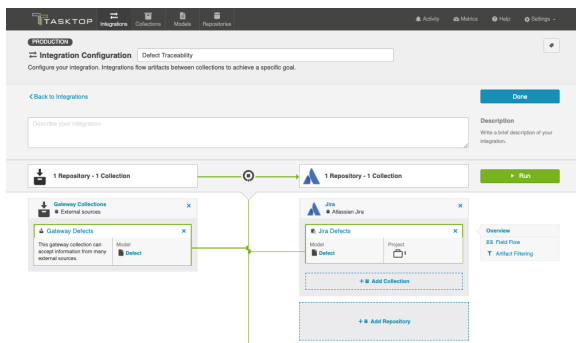 TASKTOP
Integrations
Collections
Models
Repositories
Activity
Metrics
Help
Settings
PRODUCTION
Integration Configuration
Defect Traceability
Configure your integration. Integrations flow artifacts between collections to achieve a specific goal.
Back to Integrations
Done
Describe your integration
Description
Write a brief description of your
integration.
1 Repository - 1 Collection
1 Repository - 1 Collection
Run
Gateway Collections
External sources
Gateway Defects
This gateway collection can
accept information from many
external sources.
Model
Defect
Jira
Atlassian Jira
Jira Defects
Model
Defect
Project
1
+ Add Collection
+ Add Repository
Overview
Field Flow
Artifact Filtering